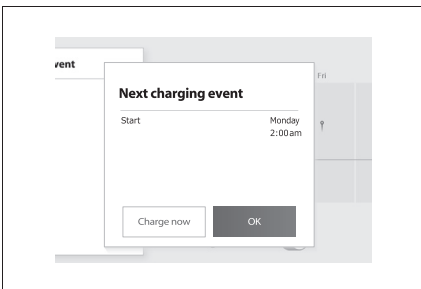 vent
Fri
Next charging event
Start Monday
2:00 am
Charge now OK